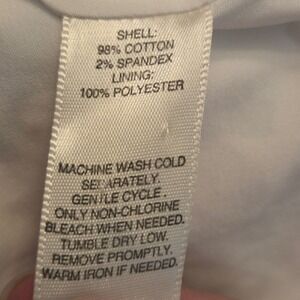 SHELL:
98% COTTON
2% SPANDEX
LINING:
100% POLYESTER
MACHINE WASH COLD
SEPARATELY.
GENTLE CYCLE.
ONLY NON-CHLORINE
BLEACH WHEN NEEDED.
TUMBLE DRY LOW.
REMOVE PROMPTLY.
WARM IRON IF NEEDED.